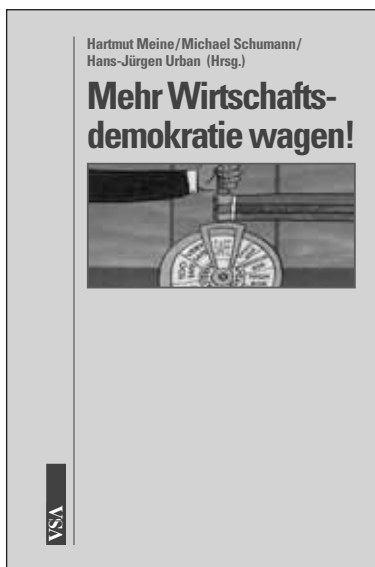 Hartmut Meine/Michael Schumann/
Hans-Jürgen Urban (Hrsg.)
Mehr Wirtschafts-
demokratie wagen!
VSA